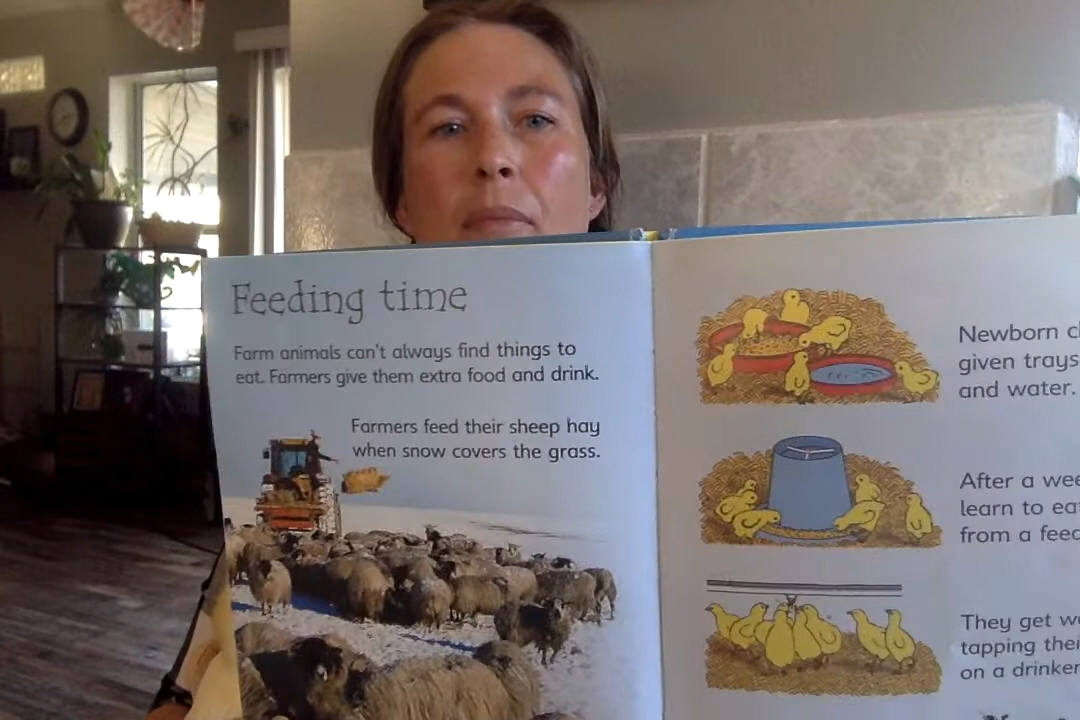 Feeding time
Farm animals can't always find things to
eat. Farmers give them extra food and drink.
Farmers feed their sheep hay
when snow covers the grass.
Newborn
given trays
and water.
After a
learn to
from a
They get
tapping
on a drinker